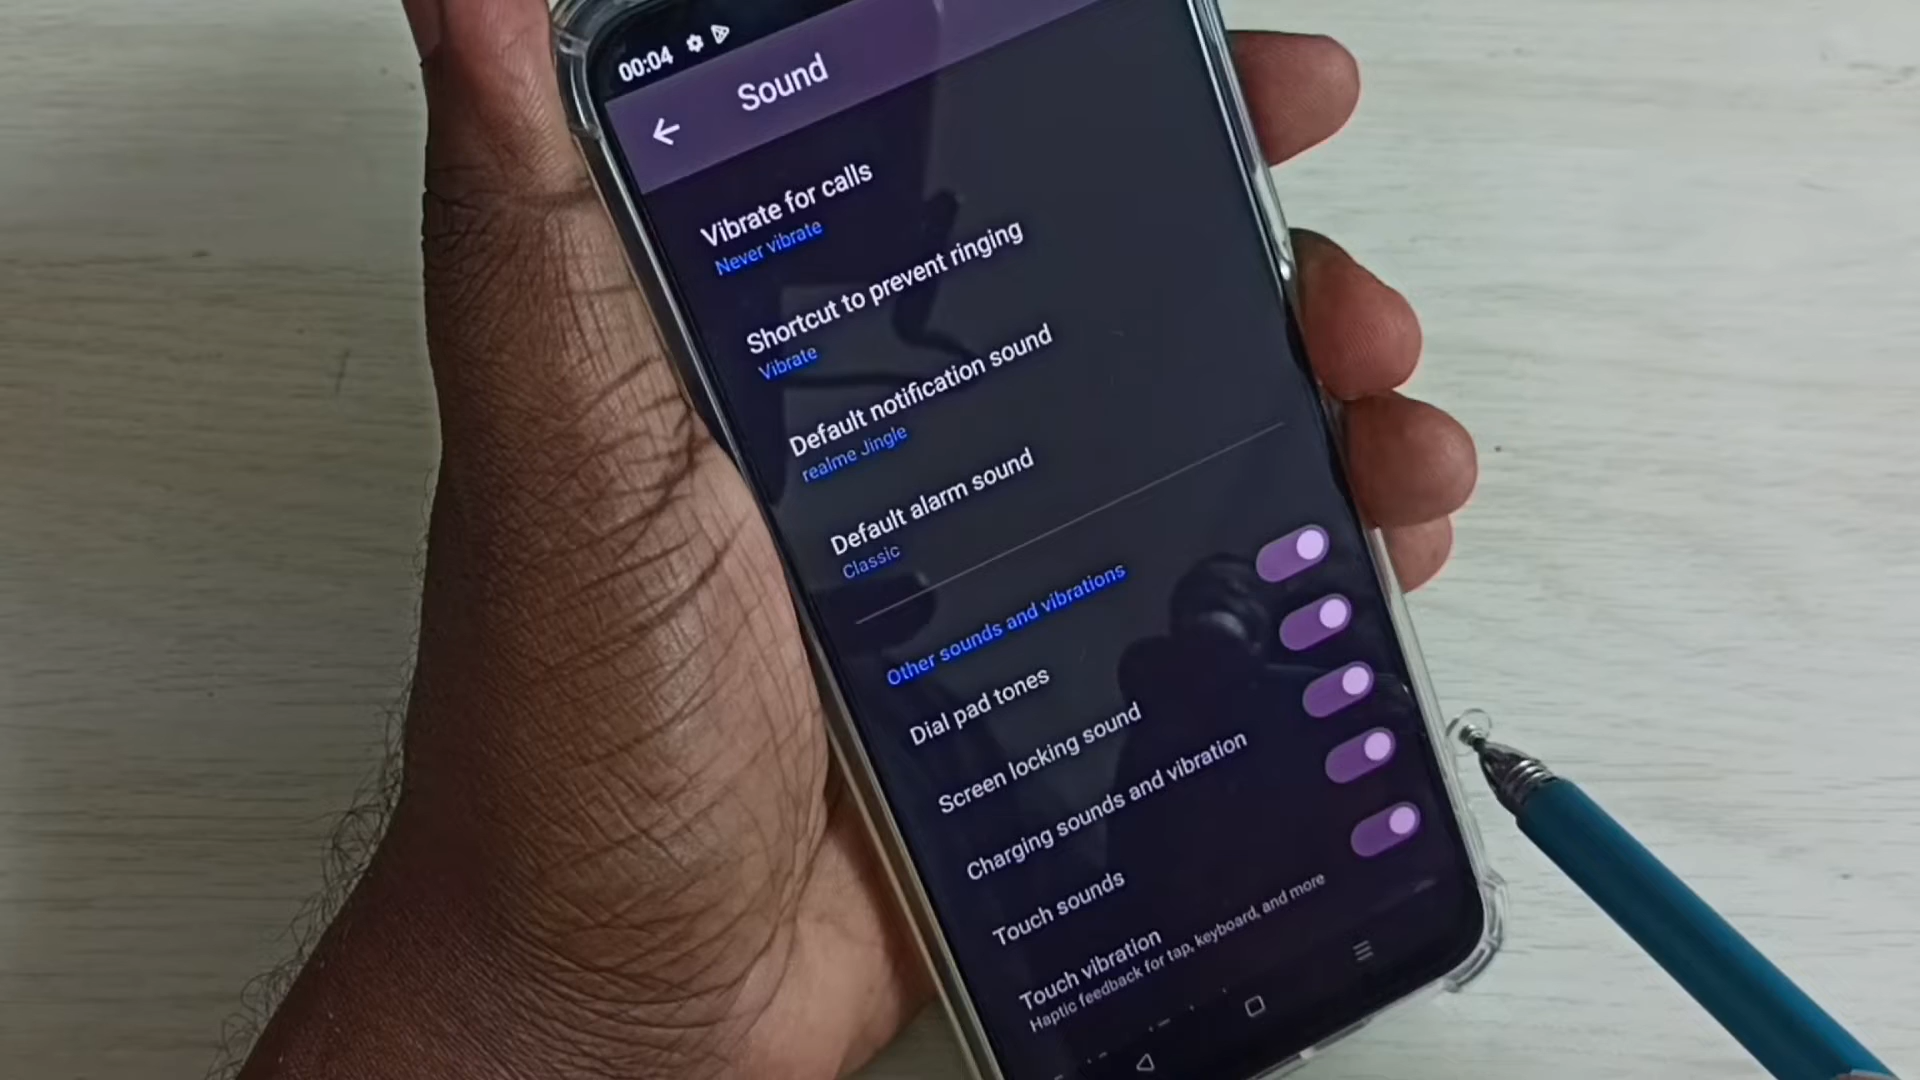 00:04
Sound
Vibrate for calls
Never vibrate
Shortcut to prevent ringing
Vibrate
Default notification sound
realme Jingle
Default alarm sound
Classic
Other sounds and vibrations
Dial pad tones
Screen locking sound
Charging sounds and vibration
Touch sounds
Touch vibration
Haptic feedback for tap, keyboard, and more